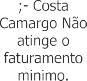 ;- Costa
Camargo Não
atinge o
faturamento
minimo.